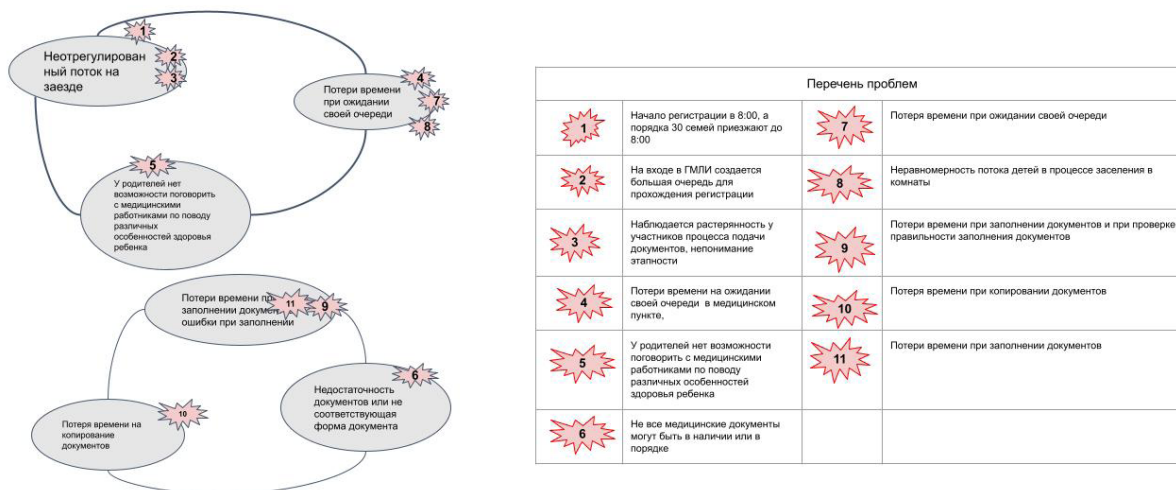 1
Неотрегулирован
ный поток на
заезде
2
3
Потери времени
при ожидании
своей очереди
4
7
8
5
У родителей нет
возможности поговорить
с медицинскими
работниками по поводу
различных
особенностей здоровья
ребенка
Потери времени
заполнении
ошибки при заполнении
11
9
6
Недостаточность
документов или не
соответствующая
форма документа
10
Потеря времени на
копирование
документов
Перечень проблем
1
Начало регистрации в 8:00, а
порядка 30 семей приезжают до
8:00
7
Потеря времени при ожидании своей очереди
2
На входе в ГМЛИ создается
большая очередь для
прохождения регистрации
8
Неравномерность потока детей в процессе заселения в
комнаты
3
Наблюдается растерянность у
участников процесса подачи
документов, непонимание
этапности
9
Потери времени при заполнении документов и при проверке
правильности заполнения документов
4
Потери времени на ожидании
своей очереди в медицинском
пункте,
10
Потеря времени при копировании документов
5
У родителей нет возможности
поговорить с медицинскими
работниками по поводу
различных особенностей
здоровья ребенка
11
Потери времени при заполнении документов
6
Не все медицинские документы
могут быть в наличии или в
порядке